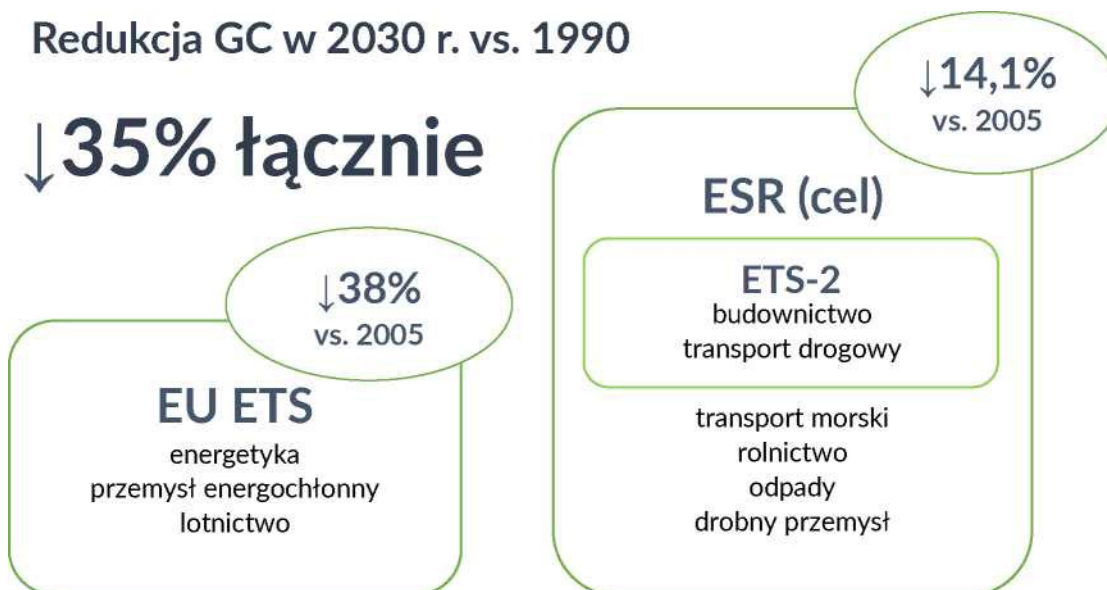 Redukcja GC w 2030 r. vs. 1990
↓35% łącznie
↓38%
vs. 2005
EU ETS
energetyka
przemysł energochłonny
lotnictwo
↓14,1%
vs. 2005
ESR (cel)
ETS-2
budownictwo
transport drogowy
transport morski
rolnictwo
odpady
drobny przemysł